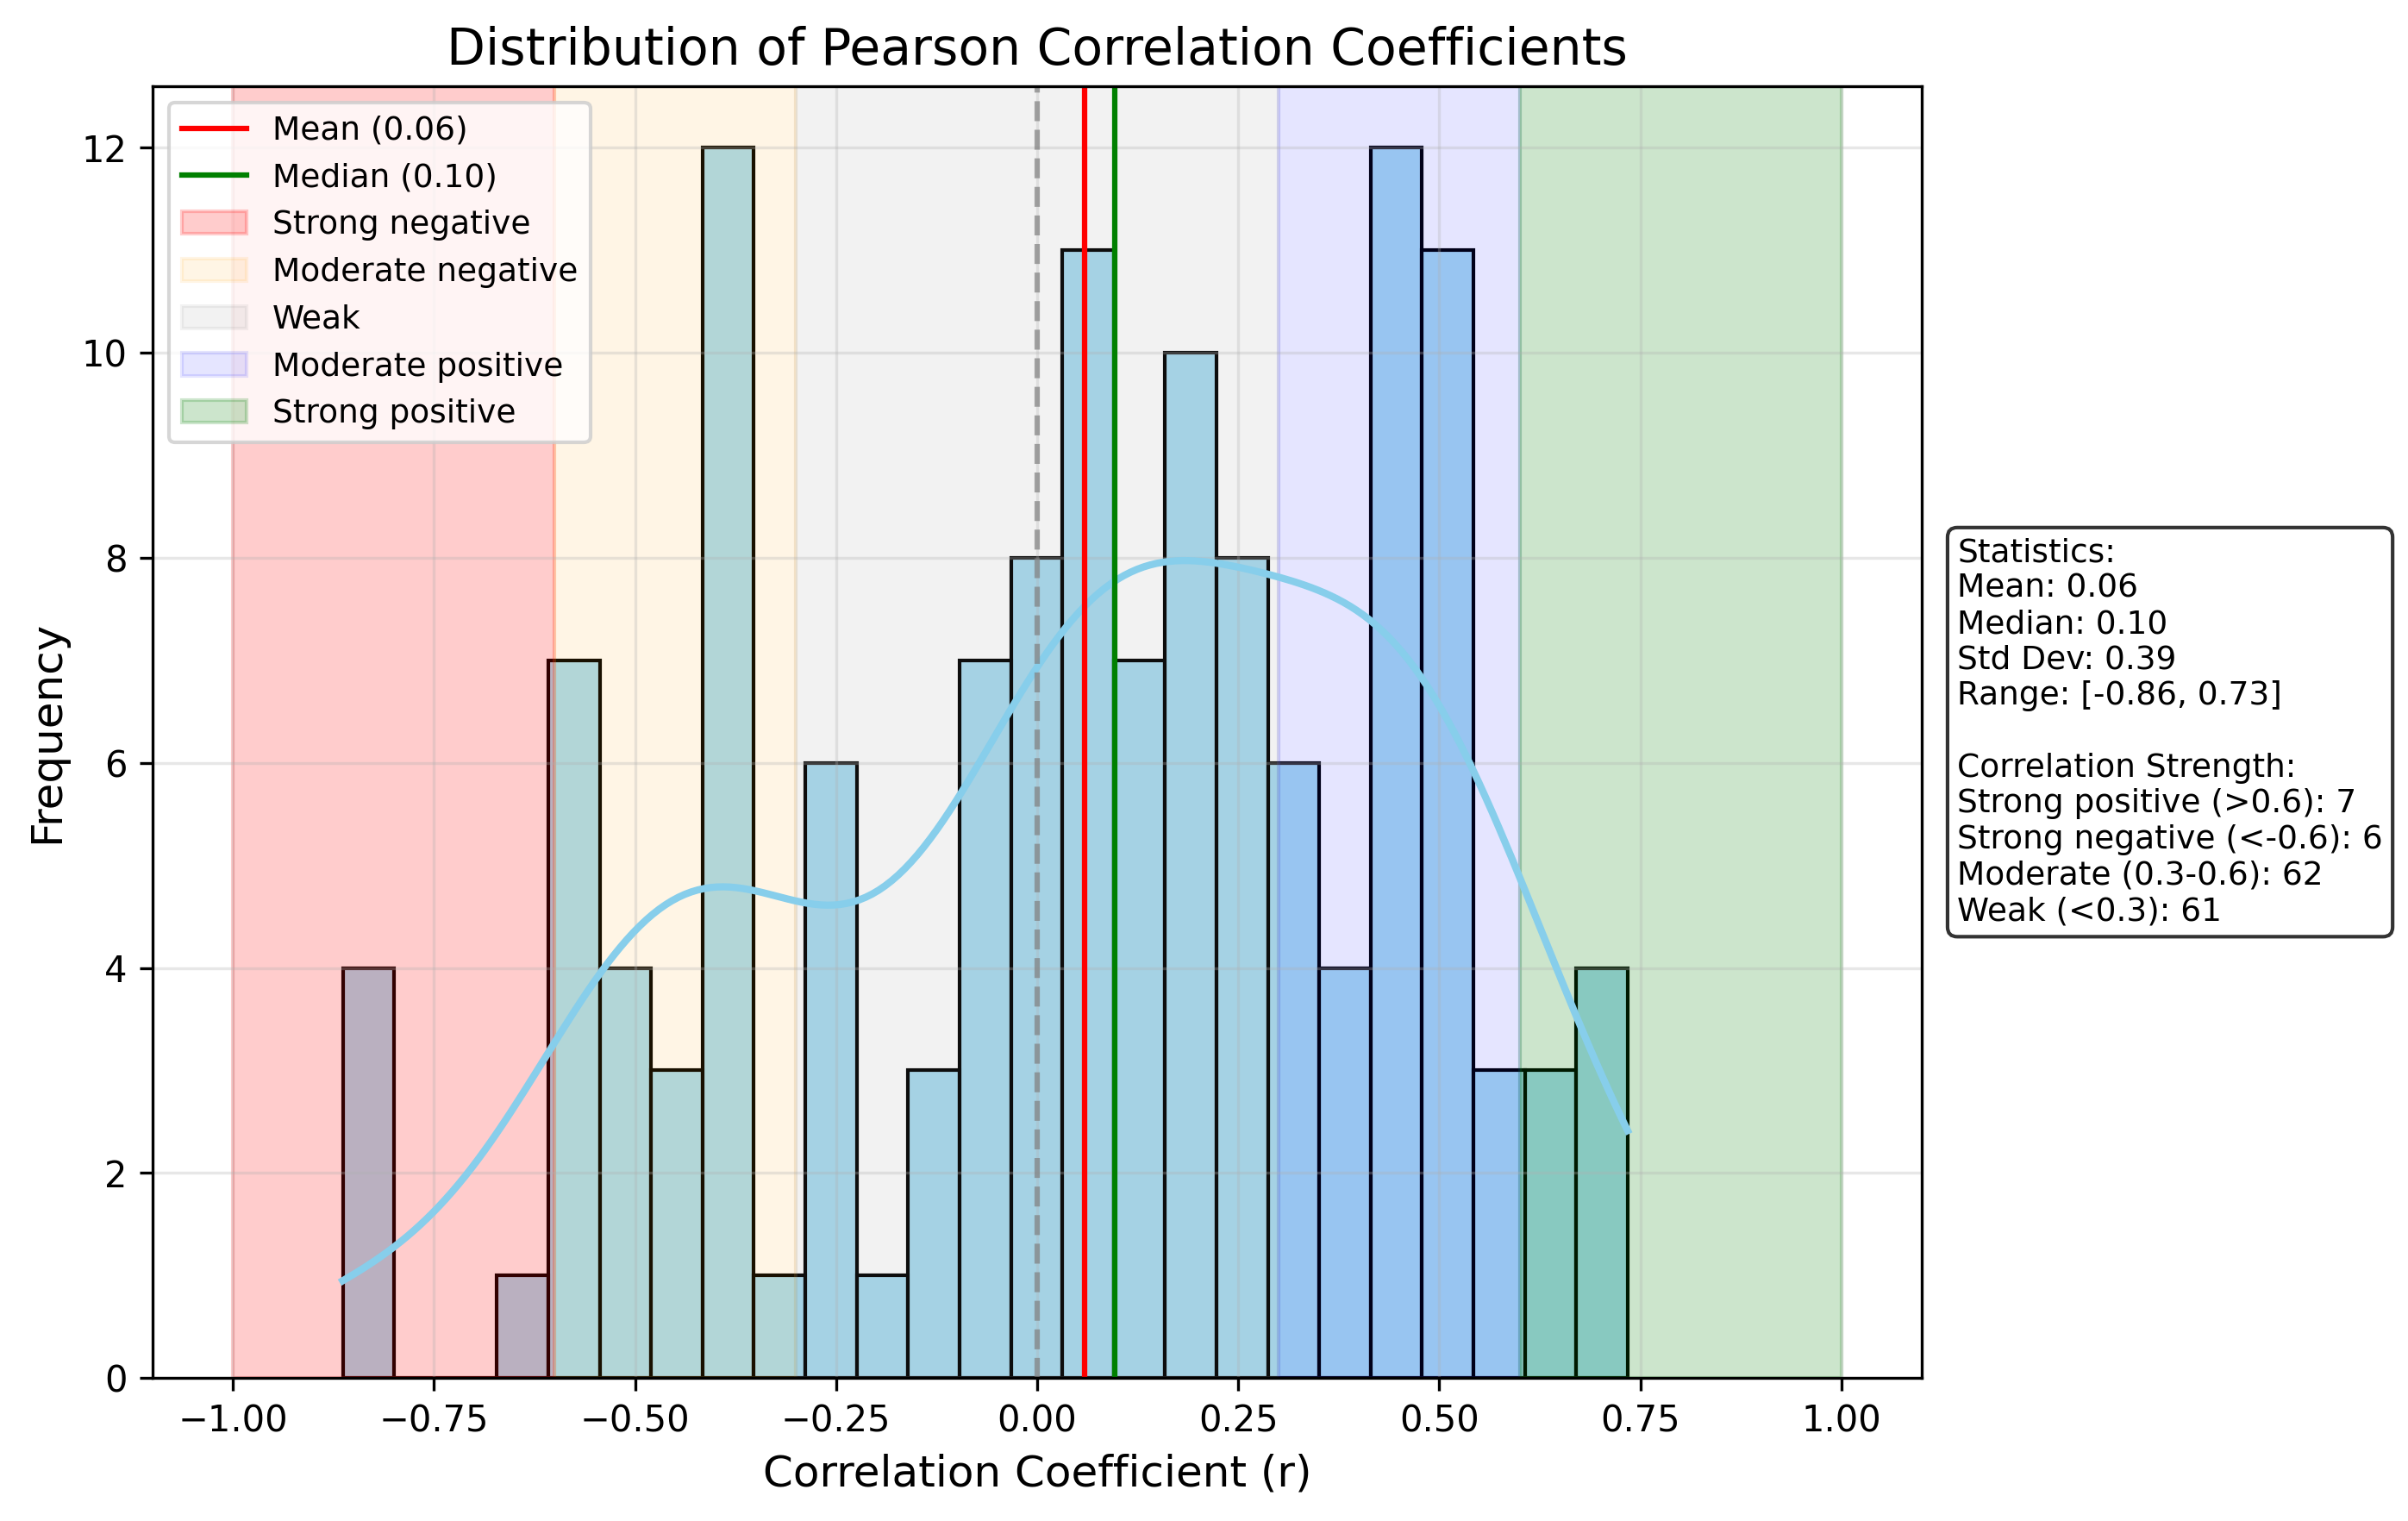 Distribution of Pearson Correlation Coefficients
Mean (0.06)
Median (0.10)
Strong negative
Moderate negative
Weak
Moderate positive
Strong positive
12
10
8
6
4
2
0
Frequency
−1.00 −0.75 −0.50 −0.25 0.00 0.25 0.50 0.75 1.00
Correlation Coefficient (r)
Statistics:
Mean: 0.06
Median: 0.10
Std Dev: 0.39
Range: [-0.86, 0.73]
Correlation Strength:
Strong positive (>0.6): 7
Strong negative (<-0.6): 6
Moderate (0.3-0.6): 62
Weak (<0.3): 61